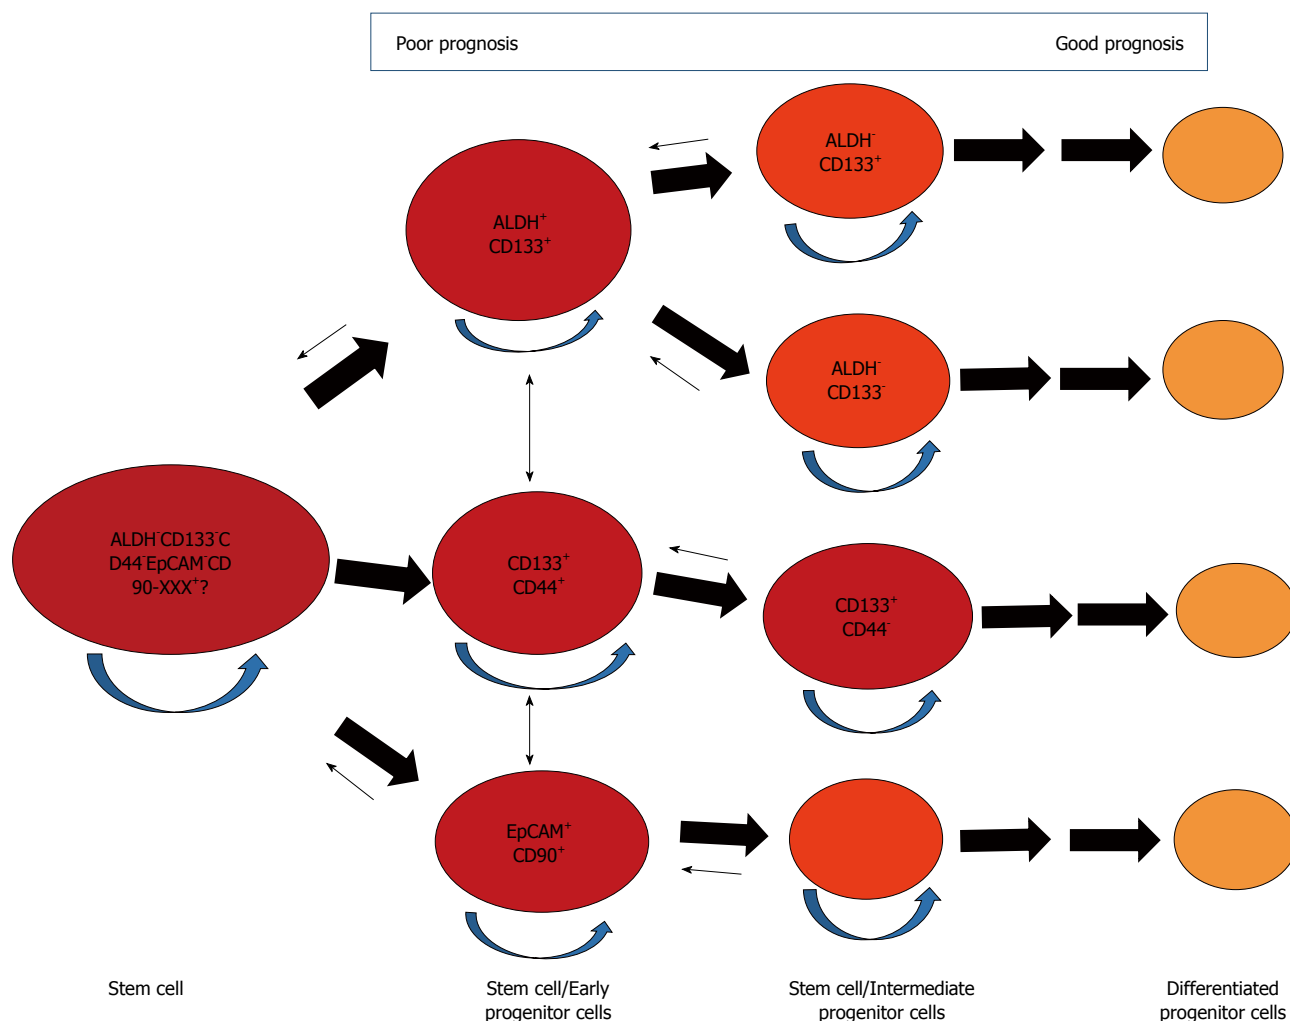 Poor prognosis Good prognosis
ALDH⁻
CD133⁺
ALDH⁺
CD133⁺
ALDH⁻
CD133⁻
ALDH⁻CD133⁻C
D44⁻EpCAM⁻CD
90-XXX⁺?
CD133⁺
CD44⁺
CD133⁺
CD44⁻
EpCAM⁺
CD90⁺
Stem cell
Stem cell/Early
progenitor cells
Stem cell/Intermediate
progenitor cells
Differentiated
progenitor cells